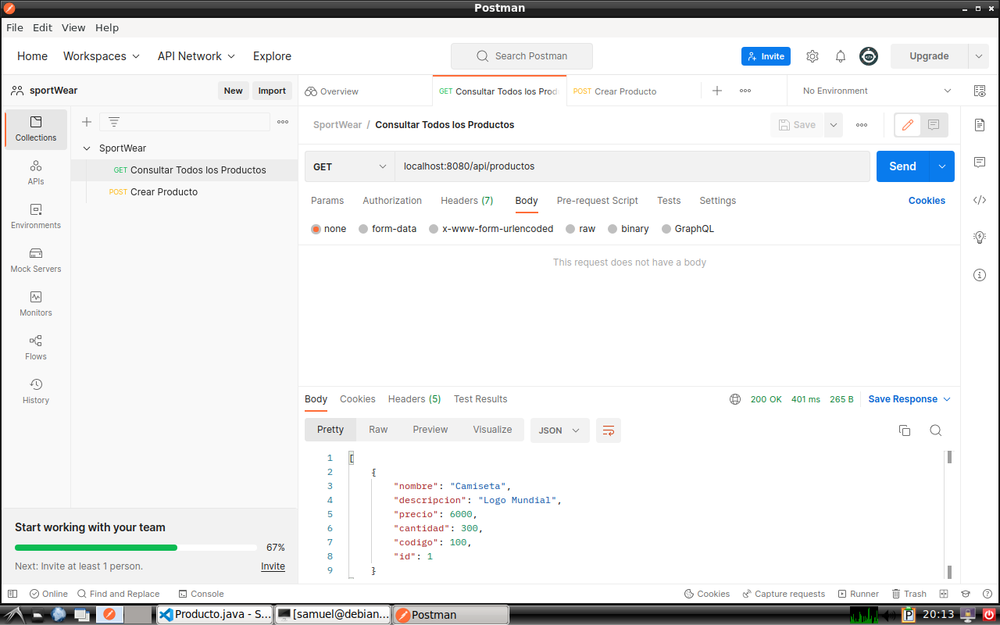 Postman
File Edit View Help
Home Workspaces API Network Explore Search Postman Invite Upgrade
sportWear New Import Overview GET Consultar Todos los Prod POST Crear Producto No Environment
Collections
APIs
Environments
Mock Servers
Monitors
Flows
History
SportWear
GET Consultar Todos los Productos
POST Crear Producto
Start working with your team
67%
Next: Invite at least 1 person. Invite
SportWear / Consultar Todos los Productos Save
GET localhost:8080/api/productos Send
Params Authorization Headers (7) Body Pre-request Script Tests Settings Cookies
none form-data x-www-form-urlencoded raw binary GraphQL
This request does not have a body
Body Cookies Headers (5) Test Results 200 OK 401 ms 265 B Save Response
Pretty Raw Preview Visualize JSON
1 [
2 {
3 "nombre": "Camiseta",
4 "descripcion": "Logo Mundial",
5 "precio": 6000,
6 "cantidad": 300,
7 "codigo": 100,
8 "id": 1
9 }
Online Find and Replace Console Cookies Capture requests Runner Trash
Producto.java - S... [samuel@debian... Postman 20:13